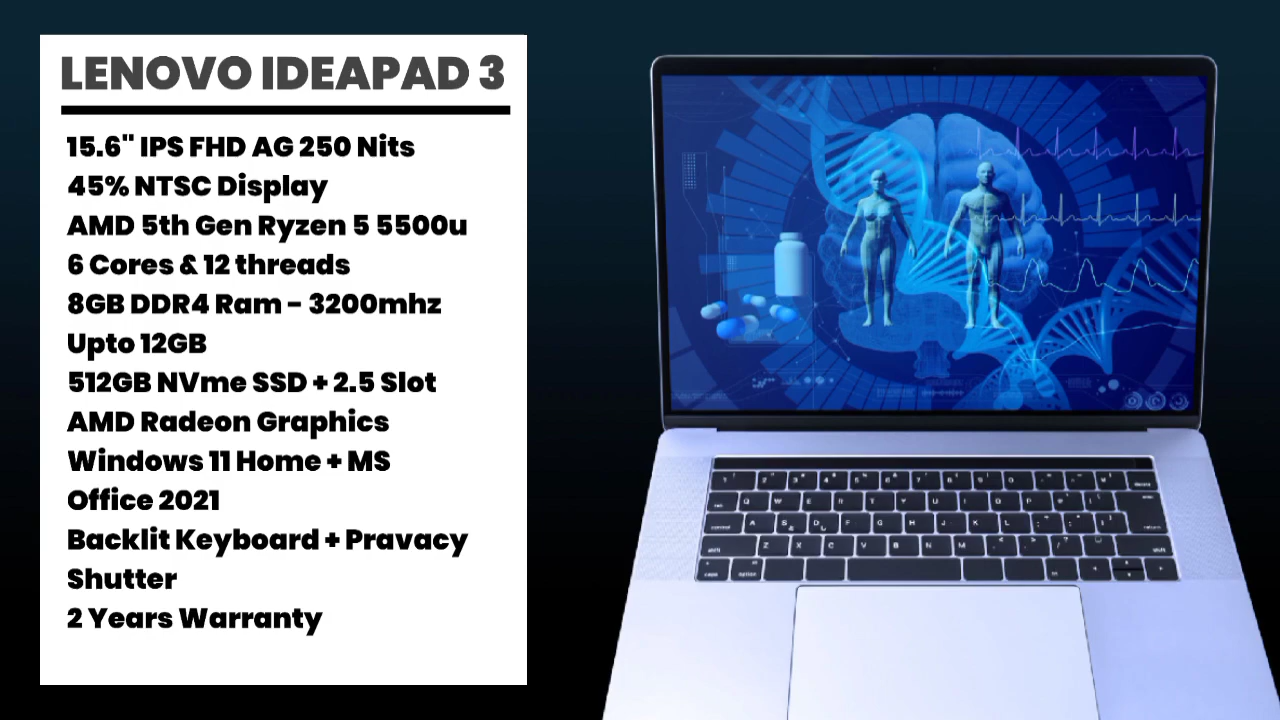 LENOVO IDEAPAD 3
15.6" IPS FHD AG 250 Nits
45% NTSC Display
AMD 5th Gen Ryzen 5 5500u
6 Cores & 12 threads
8GB DDR4 Ram - 3200mhz
Upto 12GB
512GB NVme SSD + 2.5 Slot
AMD Radeon Graphics
Windows 11 Home + MS
Office 2021
Backlit Keyboard + Pravacy
Shutter
2 Years Warranty